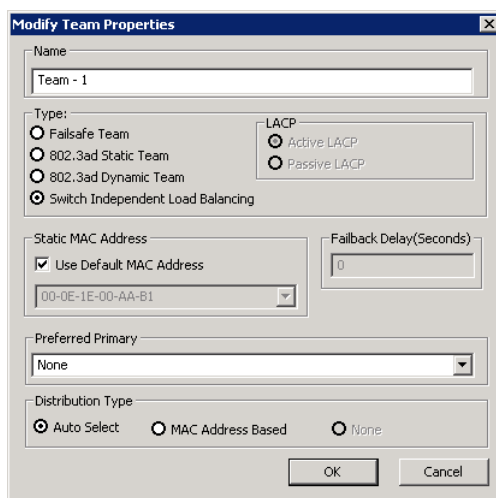 Modify Team Properties
Name
Team - 1
Type:
Failsafe Team
802.3ad Static Team
802.3ad Dynamic Team
Switch Independent Load Balancing
LACP
Active LACP
Passive LACP
Static MAC Address
Use Default MAC Address
00-0E-1E-00-AA-B1
Failback Delay(Seconds)
0
Preferred Primary
None
Distribution Type
Auto Select
MAC Address Based
None
OK
Cancel